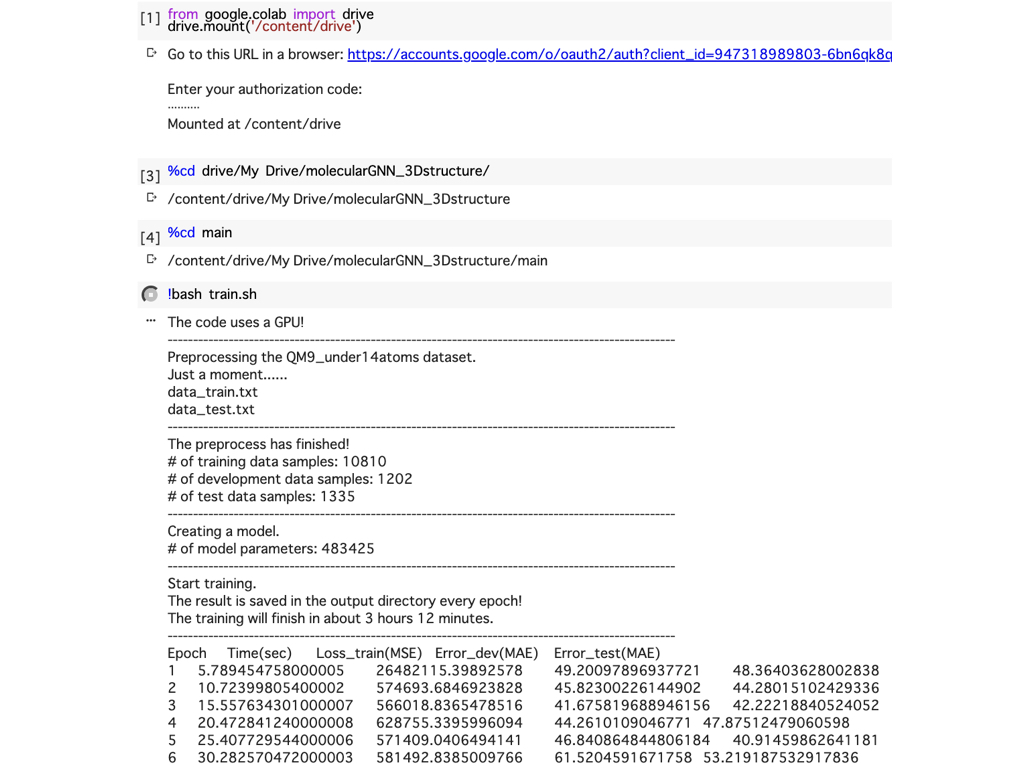 [1] from google.colab import drive
drive.mount('/content/drive')
Go to this URL in a browser: https://accounts.google.com/o/oauth2/auth?client_id=947318989803-6bn6qk8q
Enter your authorization code:
··········
Mounted at /content/drive
[3] %cd drive/My Drive/molecularGNN_3Dstructure/
/content/drive/My Drive/molecularGNN_3Dstructure
[4] %cd main
/content/drive/My Drive/molecularGNN_3Dstructure/main
!bash train.sh
The code uses a GPU!
----------------------------------------------------------------------------------------------------
Preprocessing the QM9_under14atoms dataset.
Just a moment......
data_train.txt
data_test.txt
----------------------------------------------------------------------------------------------------
The preprocess has finished!
# of training data samples: 10810
# of development data samples: 1202
# of test data samples: 1335
----------------------------------------------------------------------------------------------------
Creating a model.
# of model parameters: 483425
----------------------------------------------------------------------------------------------------
Start training.
The result is saved in the output directory every epoch!
The training will finish in about 3 hours 12 minutes.
----------------------------------------------------------------------------------------------------
Epoch Time(sec) Loss_train(MSE) Error_dev(MAE) Error_test(MAE)
1 5.789454758000005 26482115.39892578 49.20097896937721 48.36403628002838
2 10.72399805400002 574693.6846923828 45.82300226144902 44.28015102429336
3 15.557634301000007 566018.8365478516 41.675819688946156 42.22218840524052
4 20.472841240000008 628755.3395996094 44.2610109046771 47.87512479060598
5 25.407729544000006 571409.0406494141 46.840864844806184 40.91459862641181
6 30.282570472000003 581492.8385009766 61.5204591671758 53.219187532917836